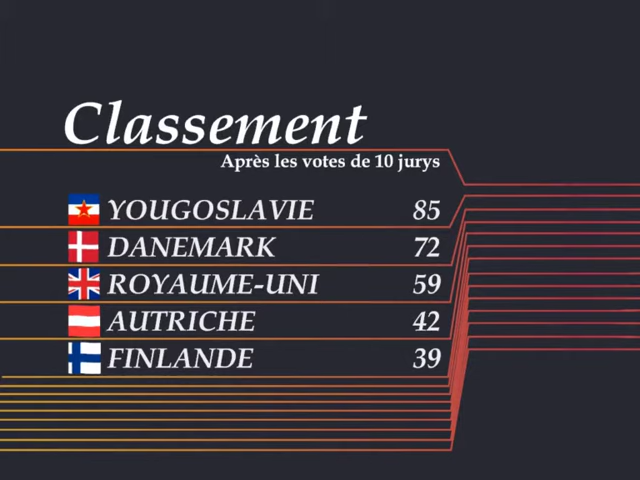 Classement
Après les votes de 10 jurys
YOUGOSLAVIE 85
DANEMARK 72
ROYAUME-UNI 59
AUTRICHE 42
FINLANDE 39